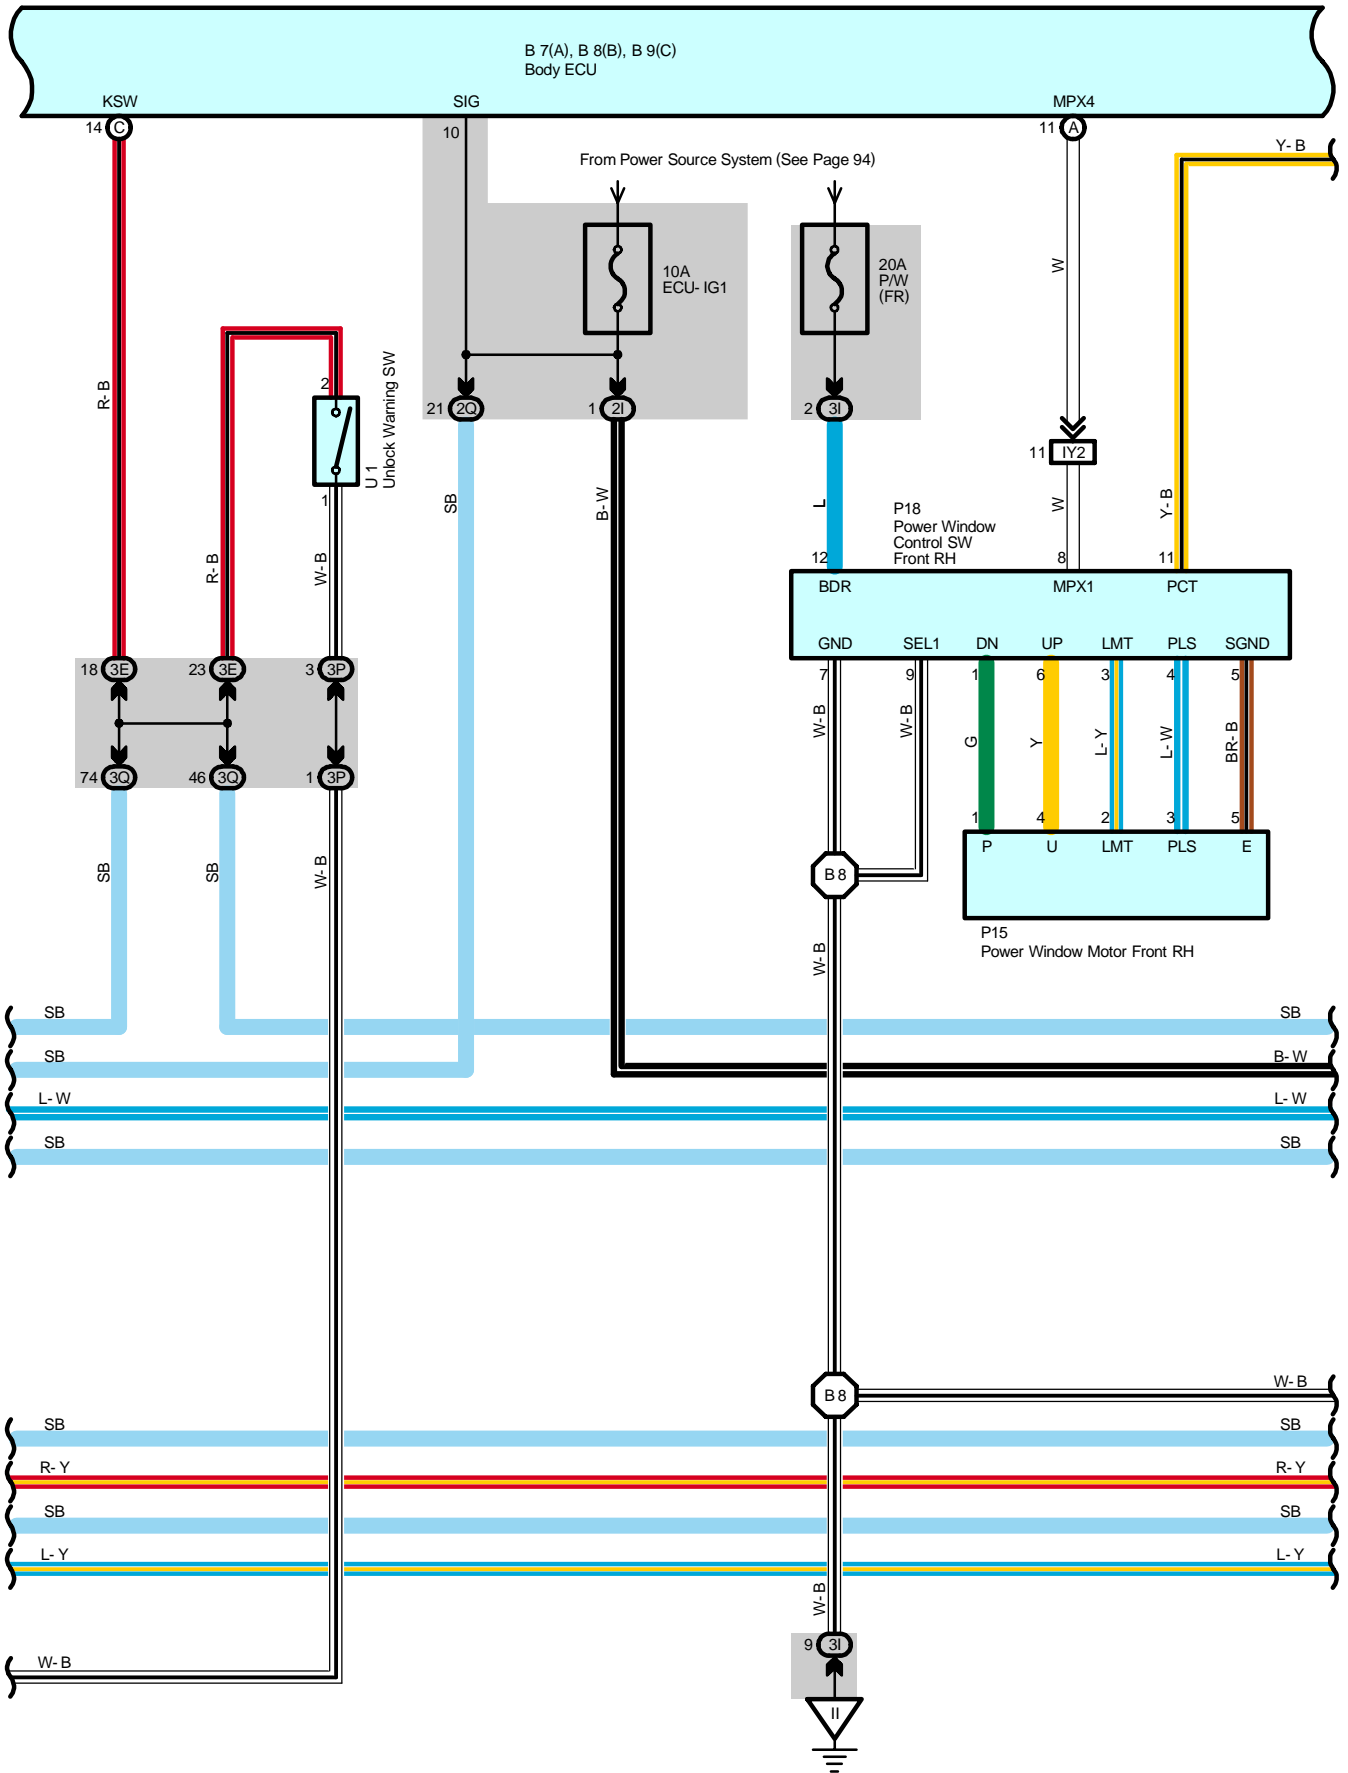 B 7(A), B 8(B), B 9(C)
Body ECU
KSW
SIG
MPX4
14 C
10
11 A
Y- B
From Power Source System (See Page 94)
10A
ECU- IG1
20A
P/W
(FR)
W
R- B
2
U 1
Unlock Warning SW
1
21 2Q
1 2I
2 3I
11 IY2
SB
B- W
L
W
Y- B
P18
Power Window
Control SW
Front RH
R- B
W- B
12
8
11
BDR
MPX1
PCT
GND
SEL1
DN
UP
LMT
PLS
SGND
18 3E
23 3E
3 3P
7
9
1
6
3
4
5
W- B
W- B
G
Y
L- Y
L- W
BR- B
74 3Q
46 3Q
1 3P
1
4
2
3
5
P
U
LMT
PLS
E
SB
SB
W- B
B 8
P15
Power Window Motor Front RH
W- B
SB
SB
SB
B- W
L- W
L- W
SB
SB
B 8
W- B
SB
SB
R- Y
R- Y
SB
SB
L- Y
L- Y
W- B
9 3I
W- B
II